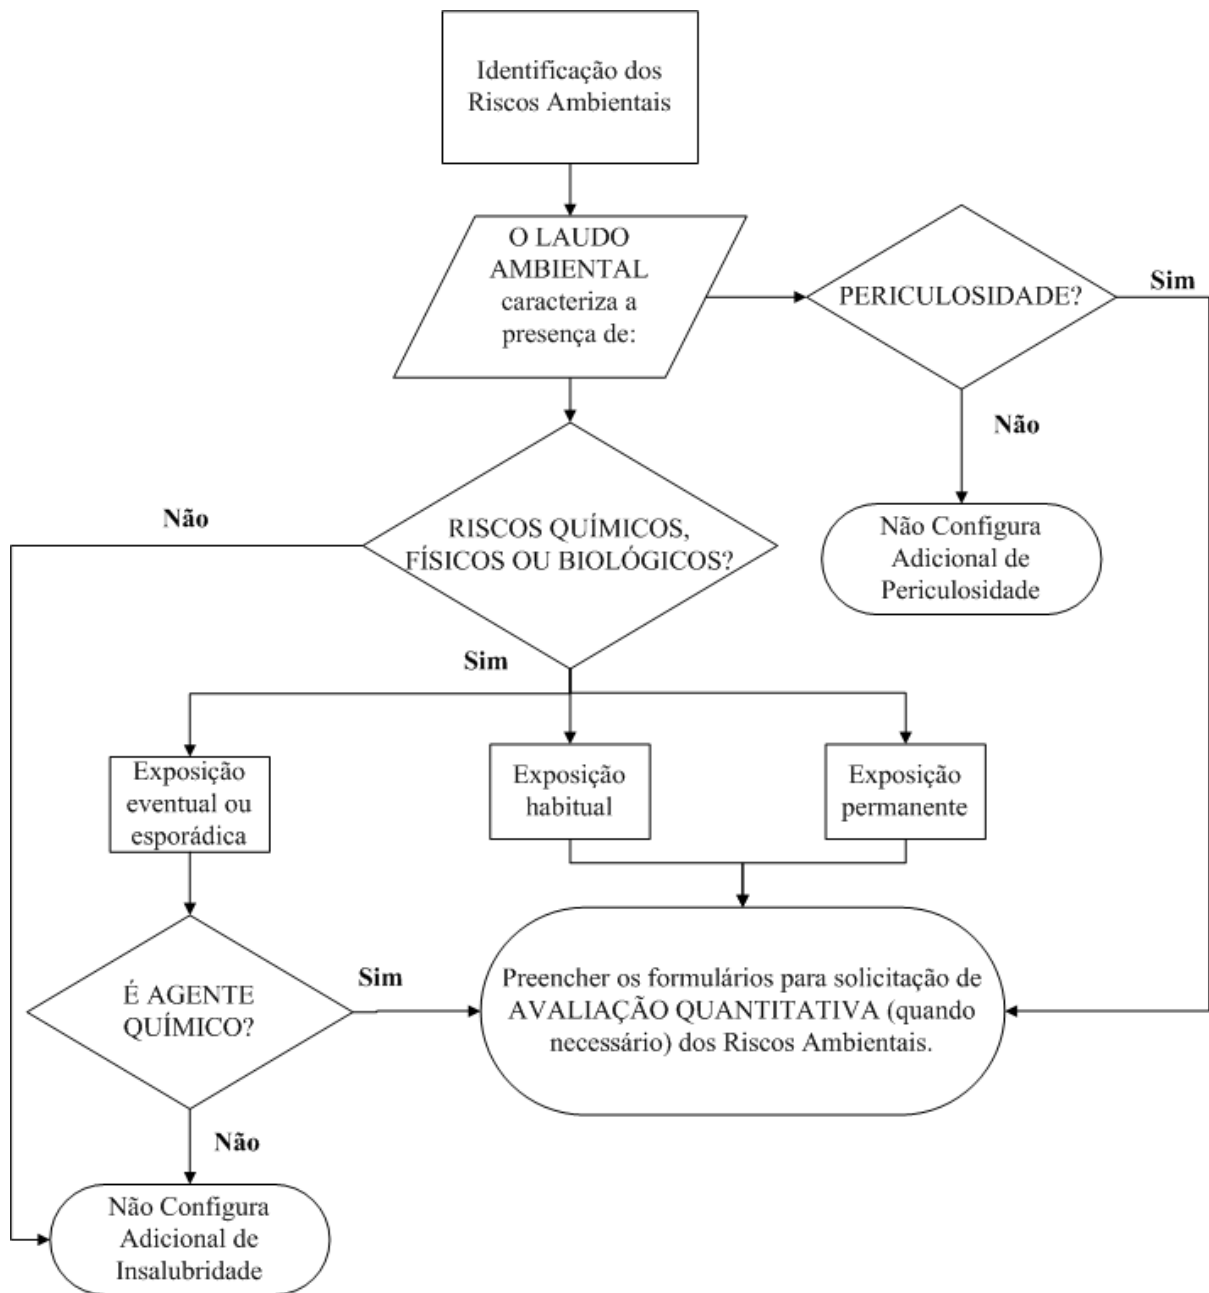 Identificação dos
Riscos Ambientais
O LAUDO
AMBIENTAL
caracteriza a
presença de:
PERICULOSIDADE?
Sim
Não
Não Configura
Adicional de
Periculosidade
RISCOS QUÍMICOS,
FÍSICOS OU BIOLÓGICOS?
Não
Sim
Exposição
eventual ou
esporádica
Exposição
habitual
Exposição
permanente
É AGENTE
QUÍMICO?
Sim
Preencher os formulários para solicitação de
AVALIAÇÃO QUANTITATIVA (quando
necessário) dos Riscos Ambientais.
Não
Não Configura
Adicional de
Insalubridade